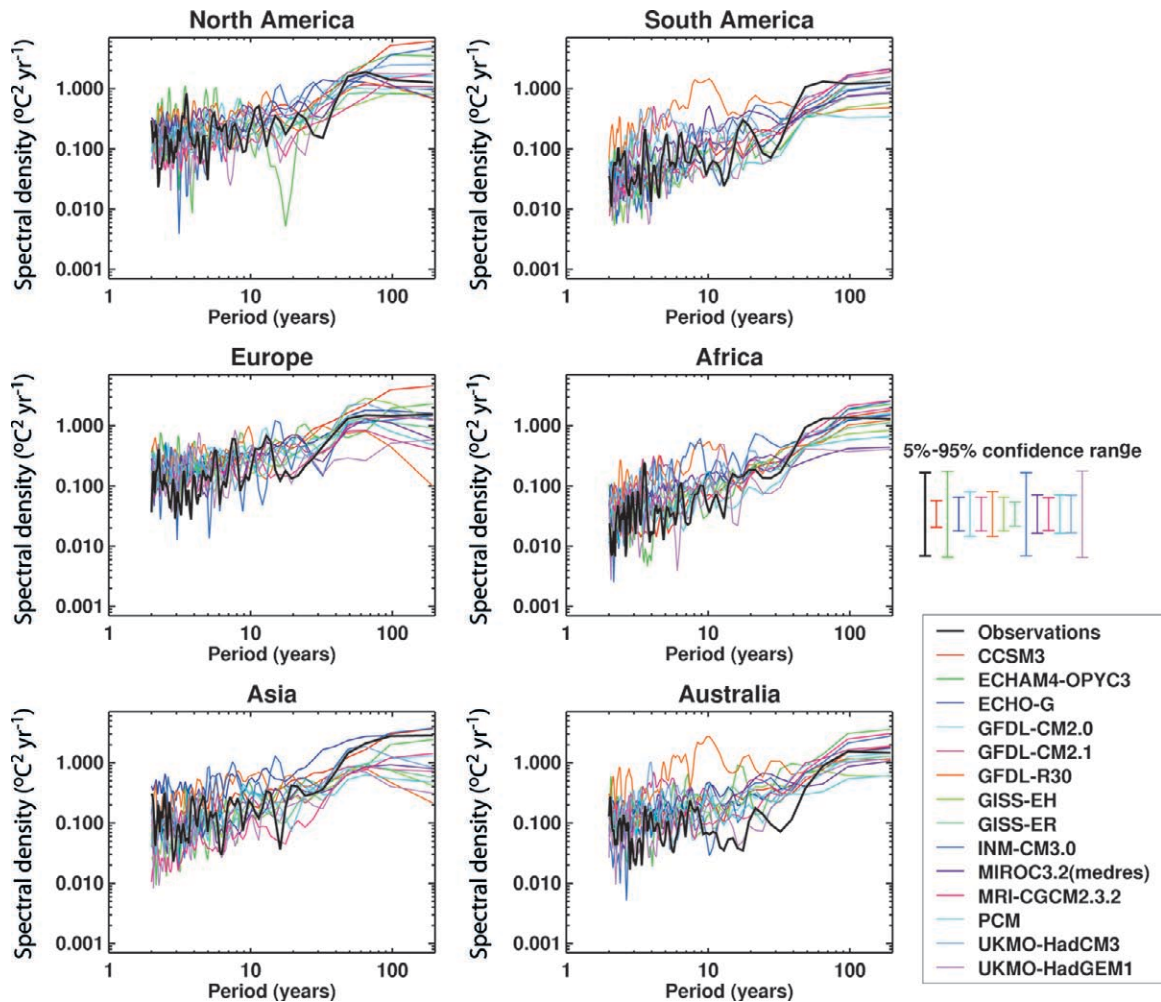 North America
Spectral density (ºC² yr⁻¹)
1.000
0.100
0.010
0.001
1
10
100
Period (years)
South America
Spectral density (ºC² yr⁻¹)
1.000
0.100
0.010
0.001
1
10
100
Period (years)
Europe
Spectral density (ºC² yr⁻¹)
1.000
0.100
0.010
0.001
1
10
100
Period (years)
Africa
Spectral density (ºC² yr⁻¹)
1.000
0.100
0.010
0.001
1
10
100
Period (years)
Asia
Spectral density (ºC² yr⁻¹)
1.000
0.100
0.010
0.001
1
10
100
Period (years)
Australia
Spectral density (ºC² yr⁻¹)
1.000
0.100
0.010
0.001
1
10
100
Period (years)
5%-95% confidence range
Observations
CCSM3
ECHAM4-OPYC3
ECHO-G
GFDL-CM2.0
GFDL-CM2.1
GFDL-R30
GISS-EH
GISS-ER
INM-CM3.0
MIROC3.2(medres)
MRI-CGCM2.3.2
PCM
UKMO-HadCM3
UKMO-HadGEM1